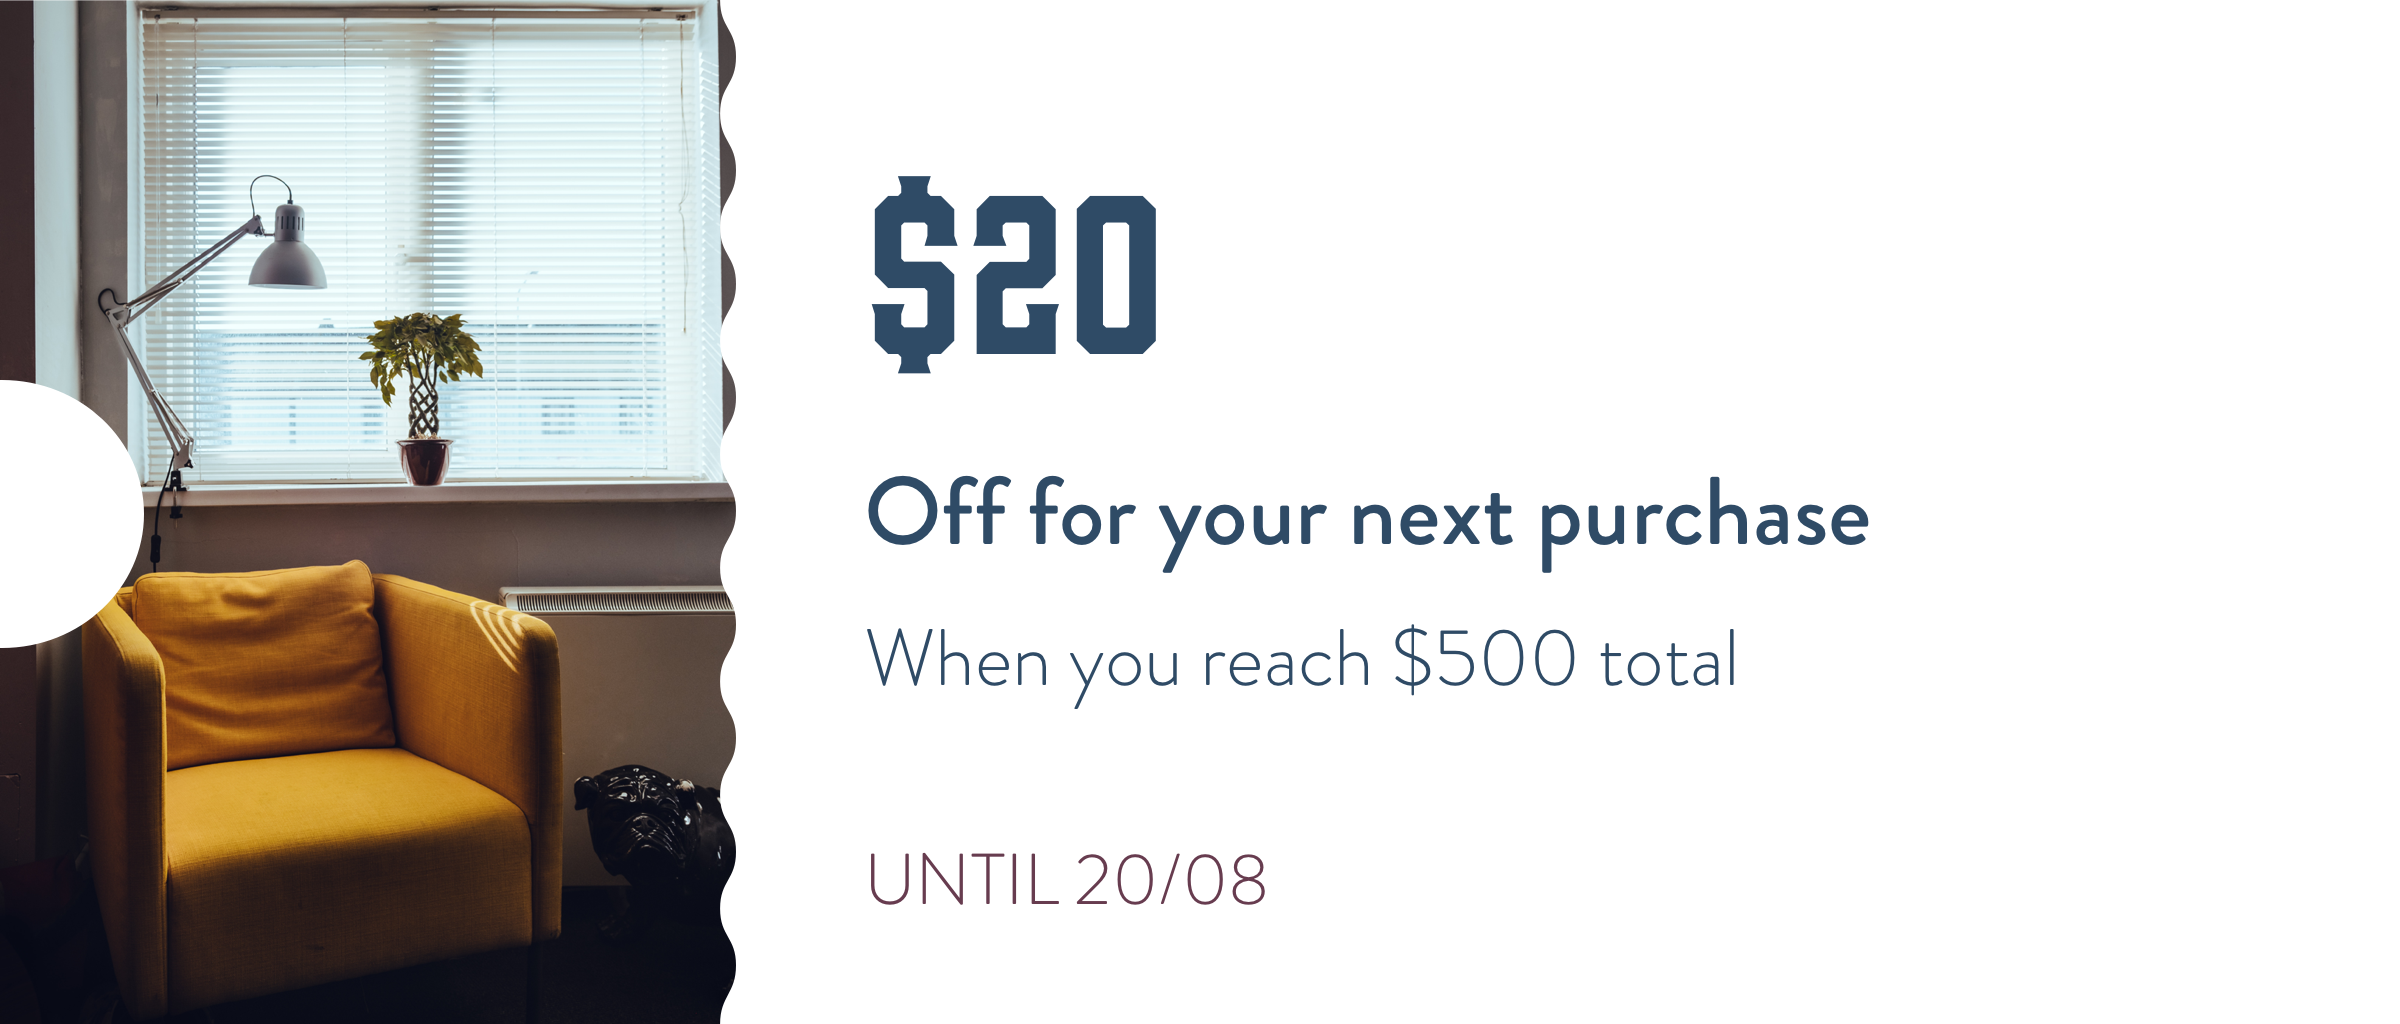 $20
Off for your next purchase
When you reach $500 total
UNTIL 20/08